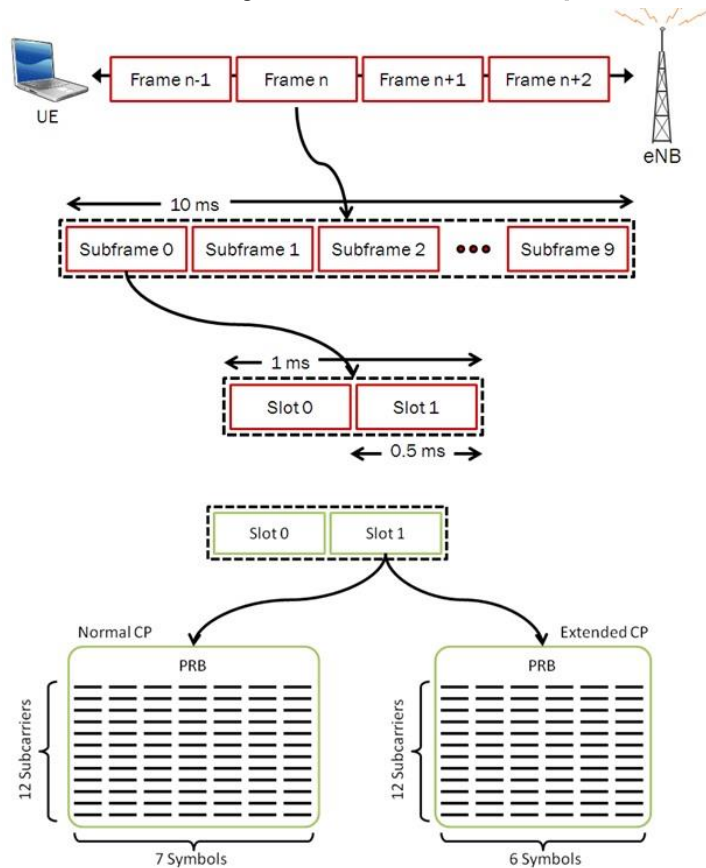 UE
Frame n-1
Frame n
Frame n+1
Frame n+2
eNB
10 ms
Subframe 0
Subframe 1
Subframe 2
Subframe 9
1 ms
Slot 0
Slot 1
0.5 ms
Slot 0
Slot 1
Normal CP
Extended CP
PRB
PRB
12 Subcarriers
12 Subcarriers
7 Symbols
6 Symbols